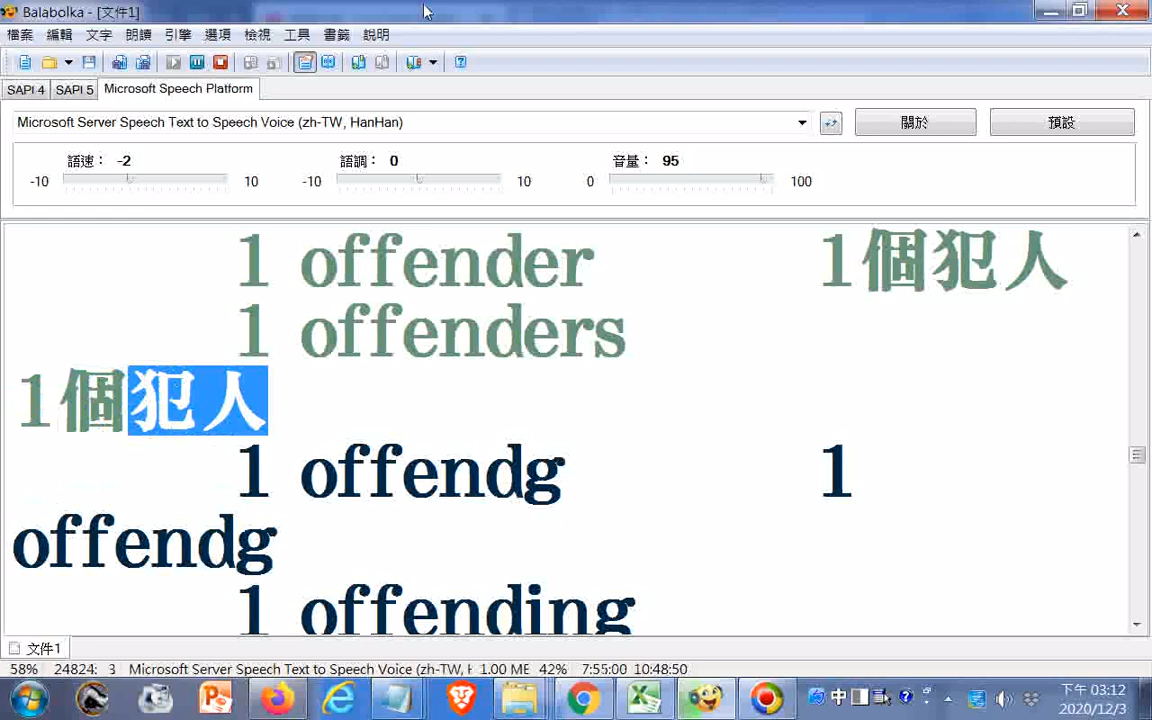 Balabolka - [文件1]
檔案 編輯 文字 朗讀 引擎 選項 檢視 工具 書籤 說明
SAPI 4 SAPI 5 Microsoft Speech Platform
Microsoft Server Speech Text to Speech Voice (zh-TW, HanHan) 關於 預設
語速： -2 語調： 0 音量： 95
-10 10 -10 10 0 100
1 offender 1個犯人
1 offenders
1個犯人
1 offendg 1
offendg
1 offending
文件1
58% 24824: 3 Microsoft Server Speech Text to Speech Voice (zh-TW, H 1.00 ME 42% 7:55:00 10:48:50
中 下午 03:12
2020/12/3